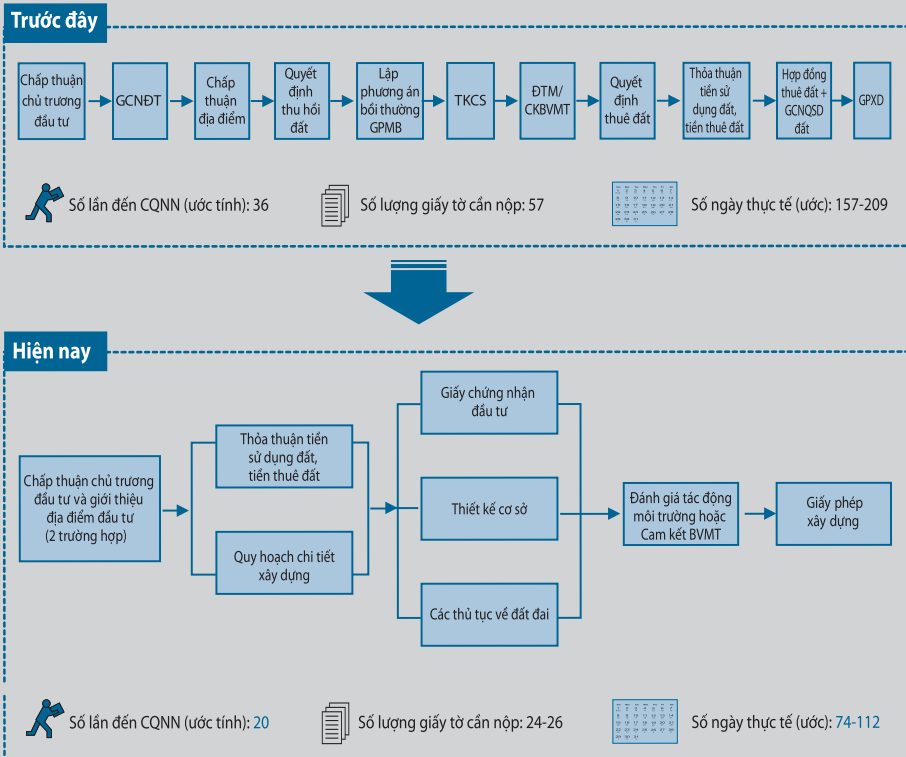 Trước đây
Chấp thuận
chủ trương
đầu tư
GCNĐT
Chấp
thuận
địa điểm
Quyết
định
thu hồi
đất
Lập
phương án
bồi thường
GPMB
TKCS
ĐTM/
CKBVMT
Quyết
định
thuê đất
Thỏa thuận
tiền sử
dụng đất,
tiền thuê đất
Hợp đồng
thuê đất +
GCNQSD
đất
GPXD
Số lần đến CQNN (ước tính): 36
Số lượng giấy tờ cần nộp: 57
Số ngày thực tế (ước): 157-209
Hiện nay
Chấp thuận chủ trương
đầu tư và giới thiệu
địa điểm đầu tư
(2 trường hợp)
Thỏa thuận tiền
sử dụng đất,
tiền thuê đất
Quy hoạch chi tiết
xây dựng
Giấy chứng nhận
đầu tư
Thiết kế cơ sở
Các thủ tục về đất đai
Đánh giá tác động
môi trường hoặc
Cam kết BVMT
Giấy phép
xây dựng
Số lần đến CQNN (ước tính): 20
Số lượng giấy tờ cần nộp: 24-26
Số ngày thực tế (ước): 74-112